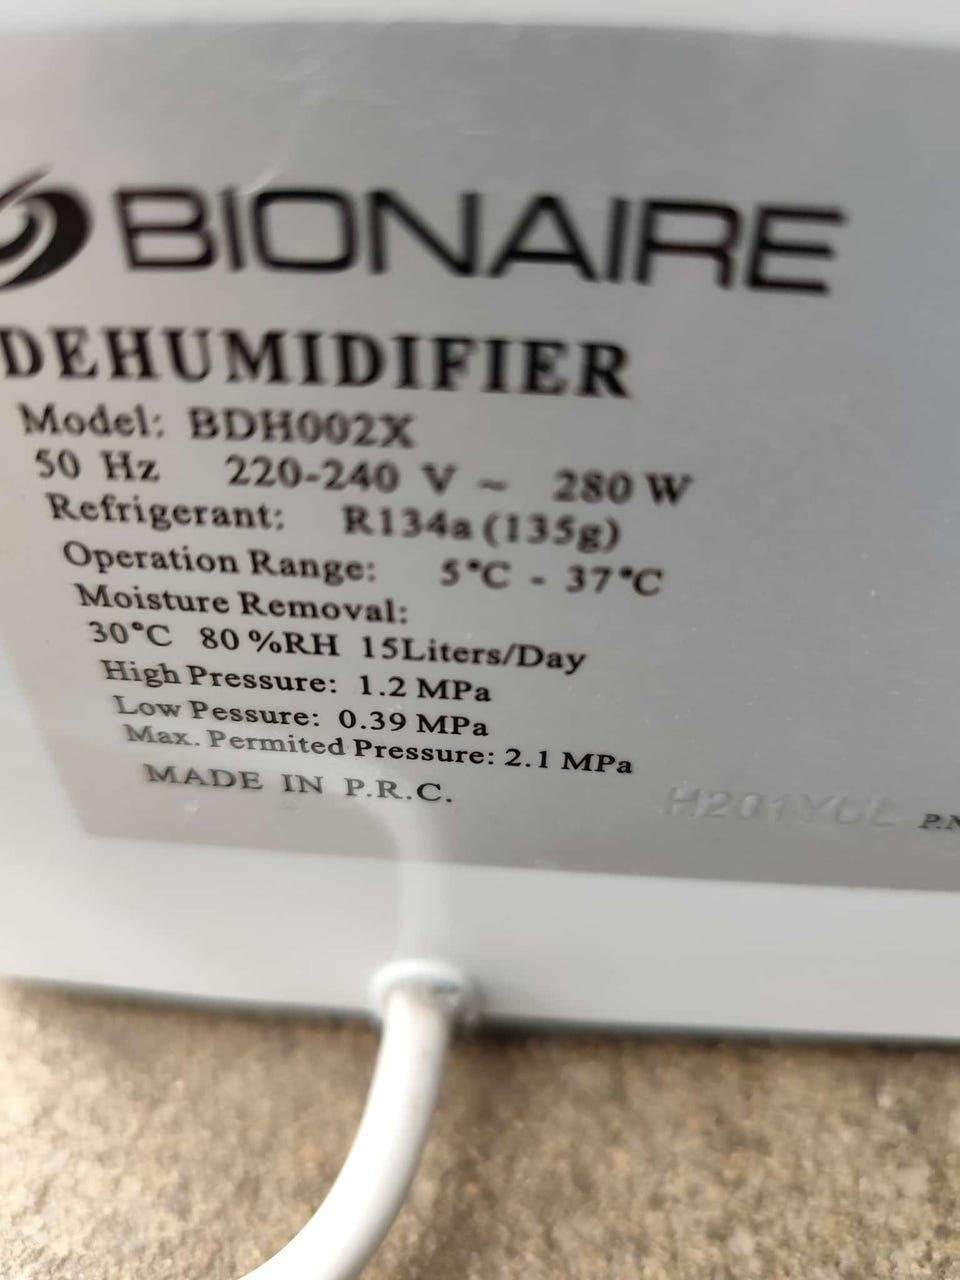 BIONAIRE
DEHUMIDIFIER
Model: BDH002X
50 Hz 220-240 V ~ 280 W
Refrigerant: R134a (135g)
Operation Range: 5°C - 37°C
Moisture Removal:
30°C 80 %RH 15Liters/Day
High Pressure: 1.2 MPa
Low Pessure: 0.39 MPa
Max. Permited Pressure: 2.1 MPa
MADE IN P.R.C.
P.N